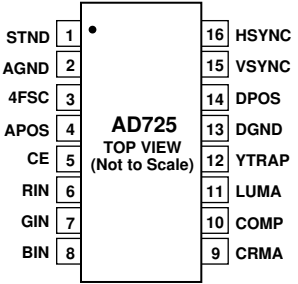 STND 1 16 HSYNC
AGND 2 15 VSYNC
4FSC 3 14 DPOS
APOS 4 AD725 13 DGND
TOP VIEW
CE 5 (Not to Scale) 12 YTRAP
RIN 6 11 LUMA
GIN 7 10 COMP
BIN 8 9 CRMA